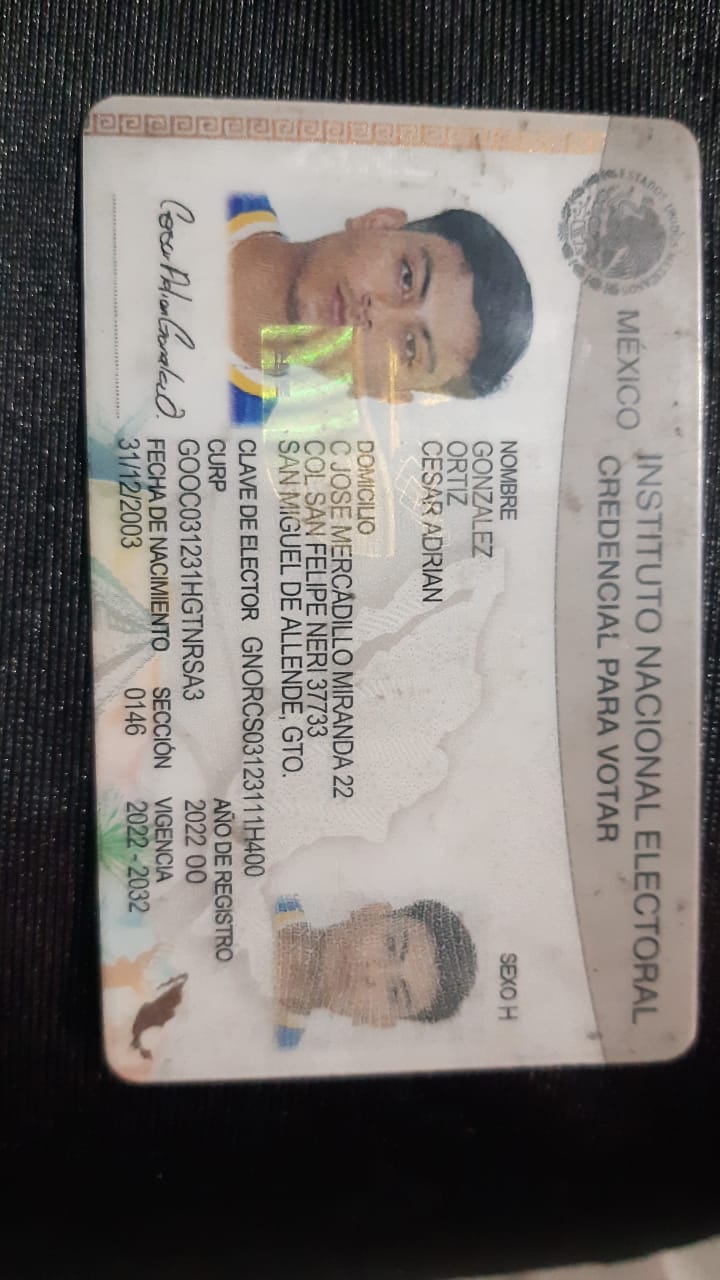 ESTADOS UNIDOS MEXICANOS
MÉXICO INSTITUTO NACIONAL ELECTORAL
CREDENCIAL PARA VOTAR
NOMBRE
GONZALEZ
ORTIZ
CESAR ADRIAN
SEXO H
DOMICILIO
C JOSE MERCADILLO MIRANDA 22
COL SAN FELIPE NERI 37733
SAN MIGUEL DE ALLENDE, GTO.
CLAVE DE ELECTOR GNORCS03123111H400
CURP
GOOC031231HGTNRSA3
AÑO DE REGISTRO
2022 00
FECHA DE NACIMIENTO
31/12/2003
SECCIÓN
0146
VIGENCIA
2022 - 2032